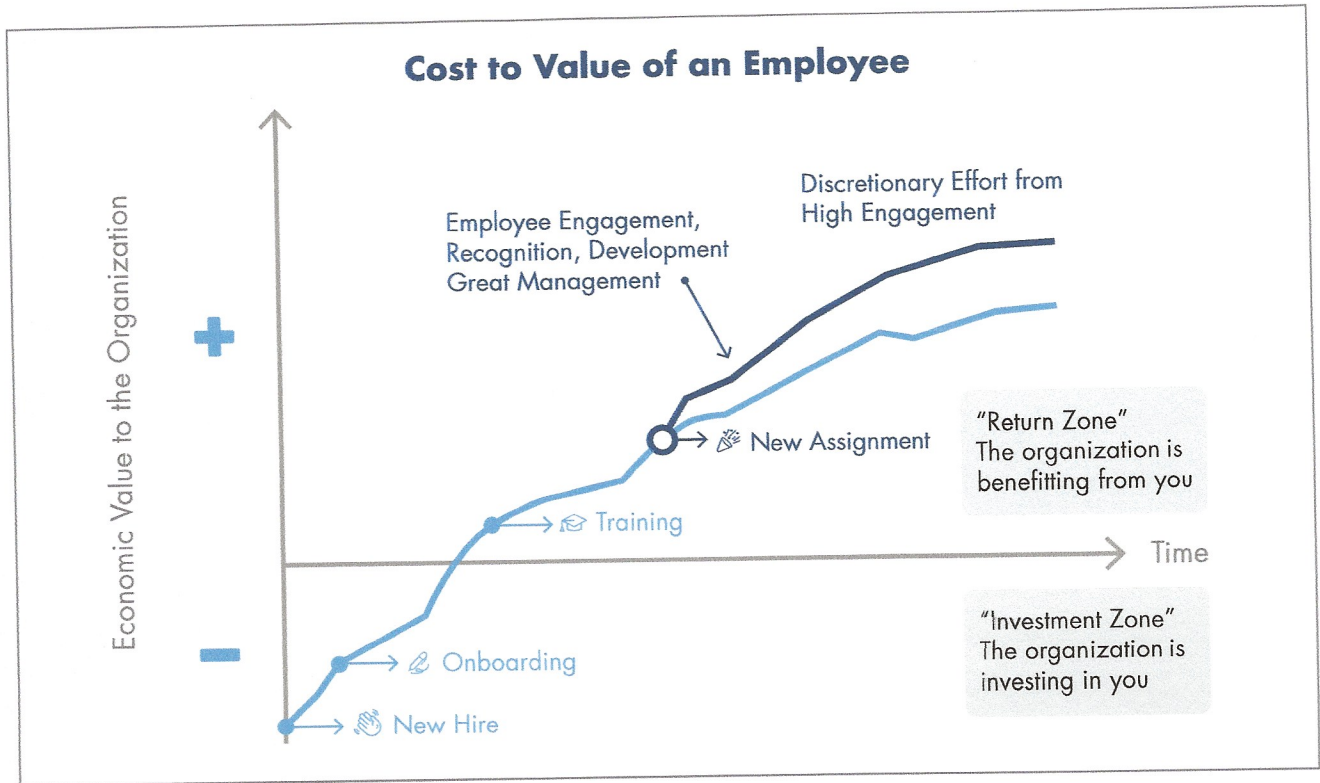 Cost to Value of an Employee
Economic Value to the Organization
+
Discretionary Effort from
High Engagement
Employee Engagement,
Recognition, Development
Great Management
New Assignment
"Return Zone"
The organization is
benefitting from you
Training
Time
−
Onboarding
"Investment Zone"
The organization is
investing in you
New Hire